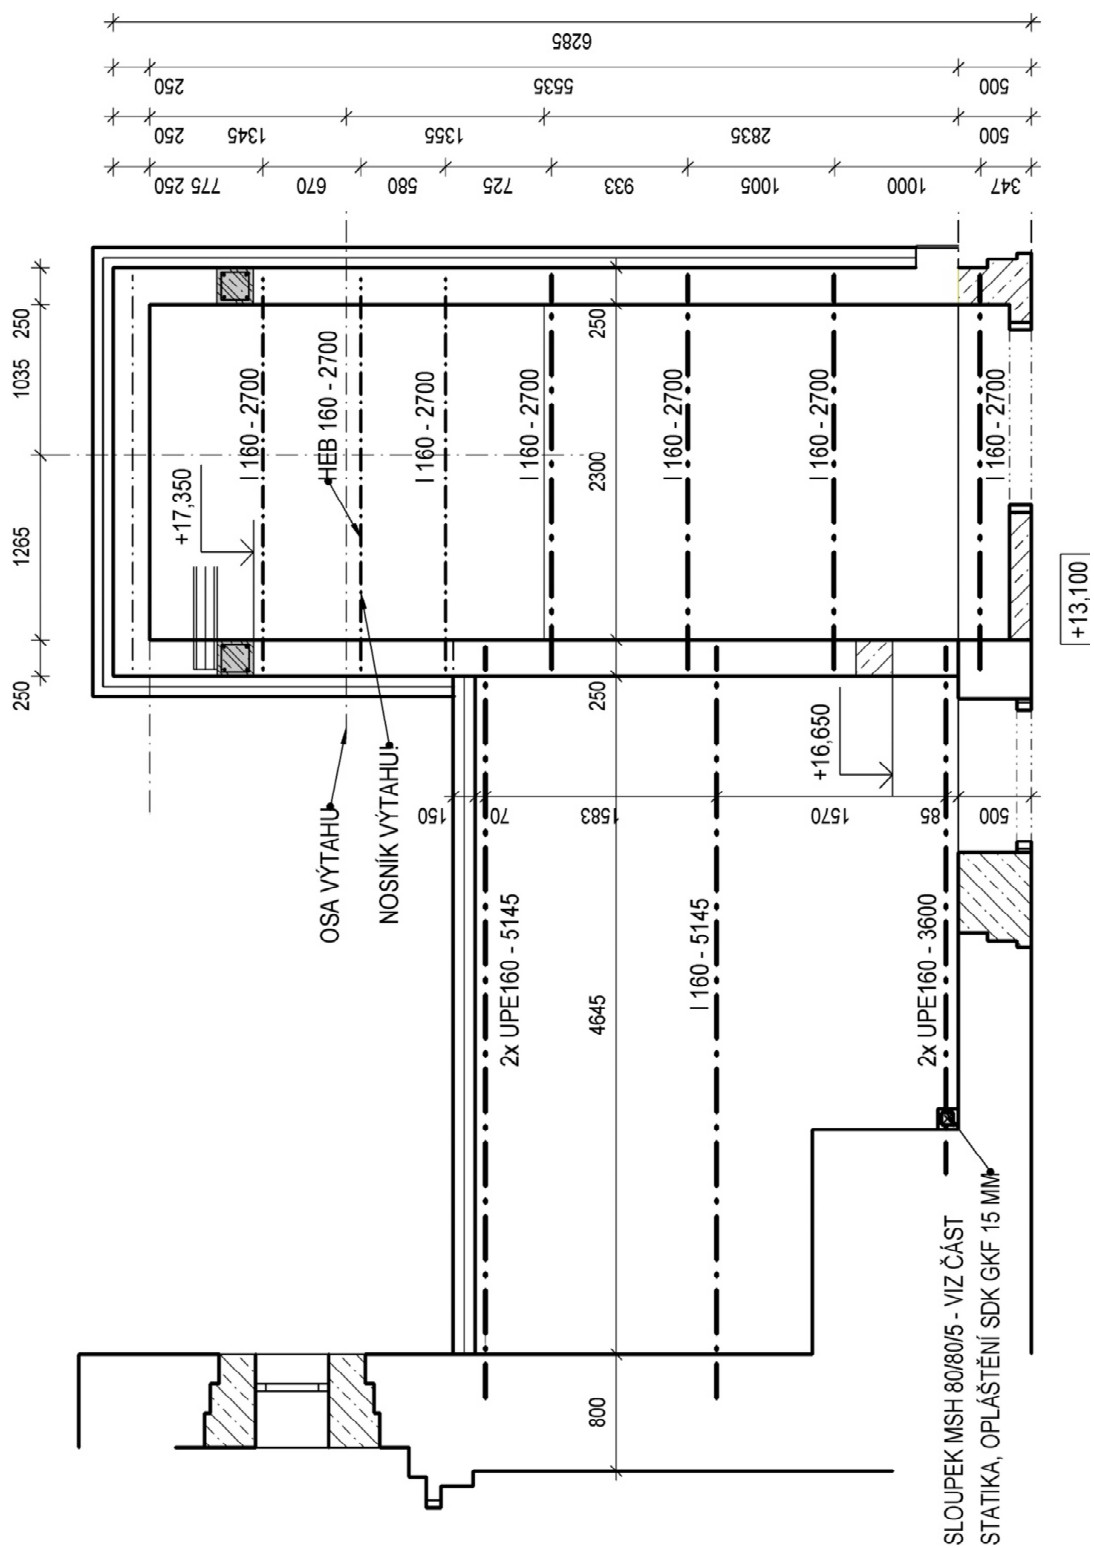 6285
250
5535
500
250
1345
1355
2835
500
250
775
670
580
725
933
1005
1000
347
250
1035
1265
250
+17,350
I 160 - 2700
HEB 160 - 2700
I 160 - 2700
I 160 - 2700
I 160 - 2700
I 160 - 2700
I 160 - 2700
250
2300
250
4645
800
+16,650
+13,100
OSA VÝTAHU
NOSNÍK VÝTAHU!
150
70
1583
1570
85
500
2x UPE160 - 5145
I 160 - 5145
2x UPE160 - 3600
SLOUPEK MSH 80/80/5 - VIZ ČÁST
STATIKA, OPLÁŠTĚNÍ SDK GKF 15 MM